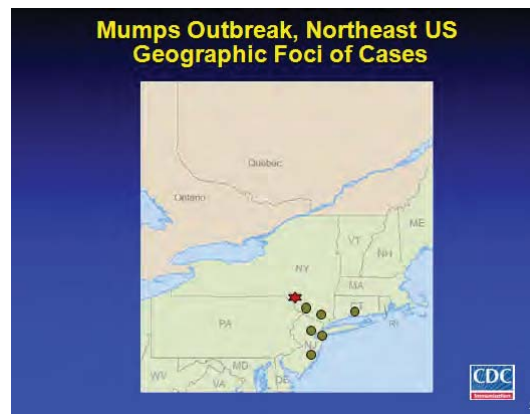 Mumps Outbreak, Northeast US
Geographic Foci of Cases
Quebec
Ontario
ME
VT
NH
NY
MA
CT
RI
PA
NJ
MD
WV
VA
DE
CDC
Immunization